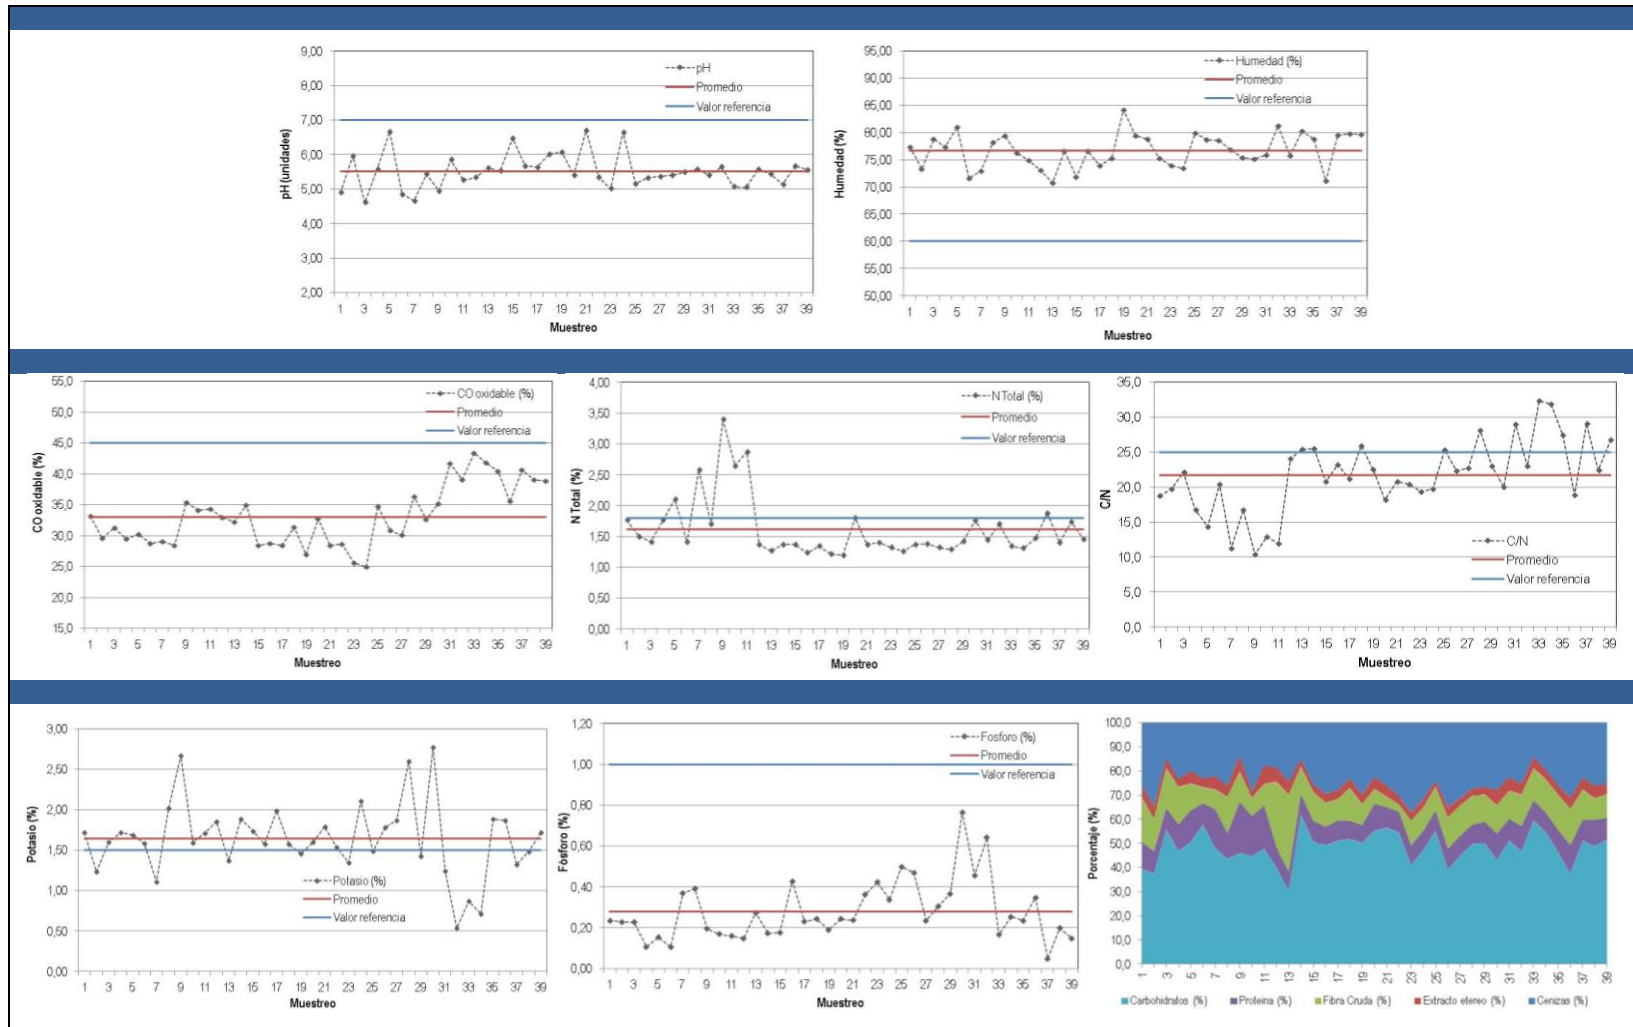 9,00
8,00
7,00
6,00
5,00
4,00
3,00
2,00
pH (unidades)
pH
Promedio
Valor referencia
1 3 5 7 9 11 13 15 17 19 21 23 25 27 29 31 33 35 37 39
Muestreo
95,00
90,00
85,00
80,00
75,00
70,00
65,00
60,00
55,00
50,00
Humedad (%)
Humedad (%)
Promedio
Valor referencia
1 3 5 7 9 11 13 15 17 19 21 23 25 27 29 31 33 35 37 39
Muestreo
55,0
50,0
45,0
40,0
35,0
30,0
25,0
20,0
15,0
CO oxidable (%)
CO oxidable (%)
Promedio
Valor referencia
1 3 5 7 9 11 13 15 17 19 21 23 25 27 29 31 33 35 37 39
Muestreo
4,00
3,50
3,00
2,50
2,00
1,50
1,00
0,50
0,00
N Total (%)
N Total (%)
Promedio
Valor referencia
1 3 5 7 9 11 13 15 17 19 21 23 25 27 29 31 33 35 37 39
Muestreo
35,0
30,0
25,0
20,0
15,0
10,0
5,0
0,0
C/N
C/N
Promedio
Valor referencia
1 3 5 7 9 11 13 15 17 19 21 23 25 27 29 31 33 35 37 39
Muestreo
3,00
2,50
2,00
1,50
1,00
0,50
0,00
Potasio (%)
Potasio (%)
Promedio
Valor referencia
1 3 5 7 9 11 13 15 17 19 21 23 25 27 29 31 33 35 37 39
Muestreo
1,20
1,00
0,80
0,60
0,40
0,20
0,00
Fósforo (%)
Fosforo (%)
Promedio
Valor referencia
1 3 5 7 9 11 13 15 17 19 21 23 25 27 29 31 33 35 37 39
Muestreo
100,0
90,0
80,0
70,0
60,0
50,0
40,0
30,0
20,0
10,0
0,0
Porcentaje (%)
1 3 5 7 9 11 13 15 17 19 21 23 25 27 29 31 33 35 37 39
Carbohidratos (%) Proteina (%) Fibra Cruda (%) Extracto etereo (%) Cenizas (%)